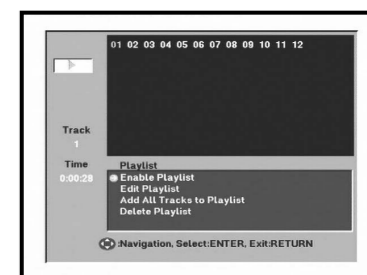 01 02 03 04 05 06 07 08 09 10 11 12
Track
1
Time
0:00:28
Playlist
Enable Playlist
Edit Playlist
Add All Tracks to Playlist
Delete Playlist
:Navigation, Select:ENTER, Exit:RETURN